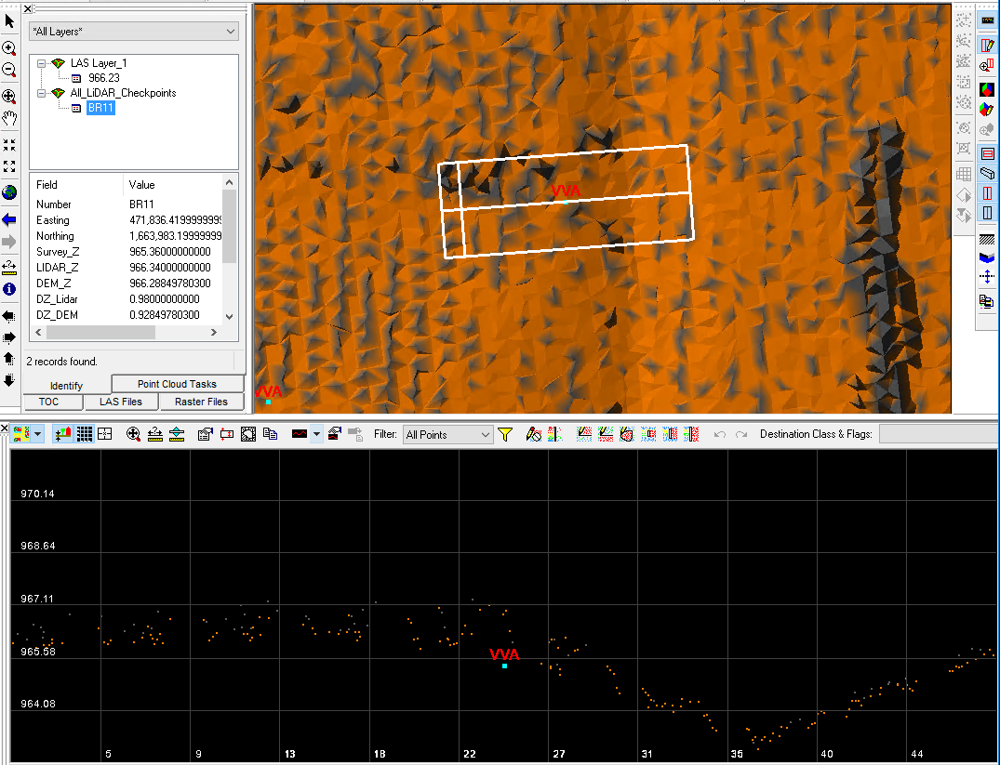 *All Layers*
LAS Layer_1
966.23
All_LiDAR_Checkpoints
BR11
Field Value
Number BR11
Easting 471,836.4199999999
Northing 1,663,983.19999999
Survey_Z 965.36000000000
LIDAR_Z 966.34000000000
DEM_Z 966.28849780300
DZ_Lidar 0.98000000000
DZ_DEM 0.92849780300
2 records found.
Identify Point Cloud Tasks
TOC LAS Files Raster Files
VVA
VVA
Filter: All Points Destination Class & Flags:
970.14
968.64
967.11
965.58
964.08
VVA
5 9 13 18 22 27 31 35 40 44